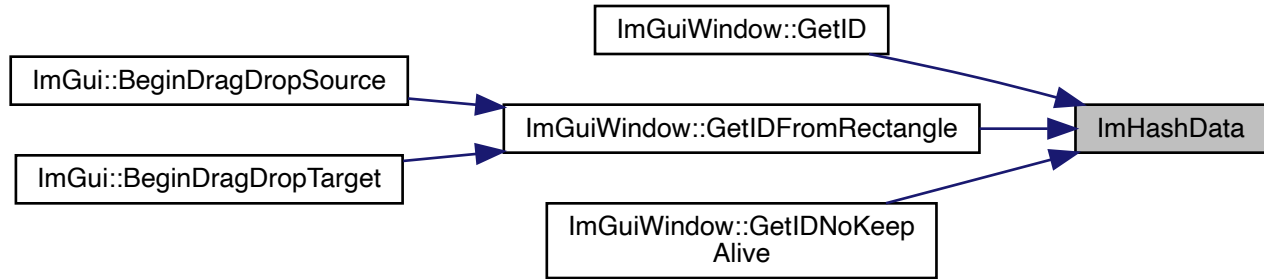 ImGuiWindow::GetID
ImGui::BeginDragDropSource
ImGuiWindow::GetIDFromRectangle
ImHashData
ImGui::BeginDragDropTarget
ImGuiWindow::GetIDNoKeep
Alive